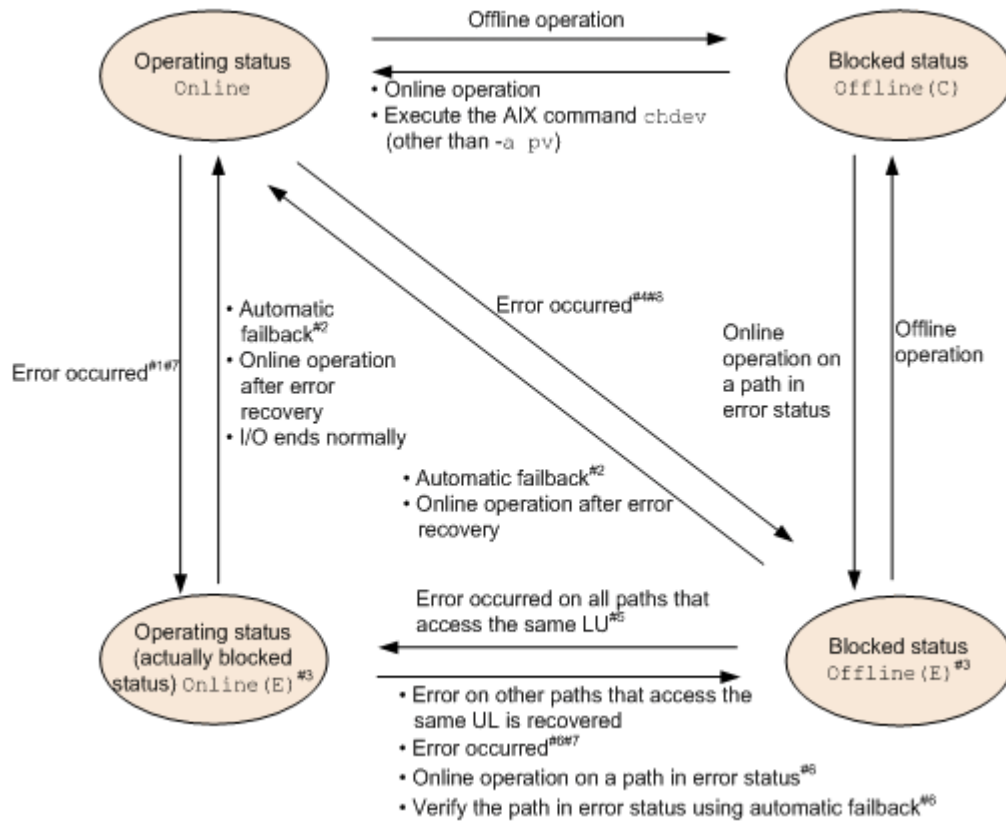 Offline operation
Operating status
Online
Blocked status
Offline(C)
• Online operation
• Execute the AIX command chdev
(other than -a pv)
Error occurred#1#7
• Automatic
failback#2
• Online operation
after error
recovery
• I/O ends normally
Error occurred#4#8
• Automatic failback#2
• Online operation after error
recovery
Online
operation on
a path in
error status
Offline
operation
Operating status
(actually blocked
status) Online(E)#3
Error occurred on all paths that
access the same LU#5
• Error on other paths that access the
same UL is recovered
• Error occurred#6#7
• Online operation on a path in error status#6
• Verify the path in error status using automatic failback#6
Blocked status
Offline(E)#3